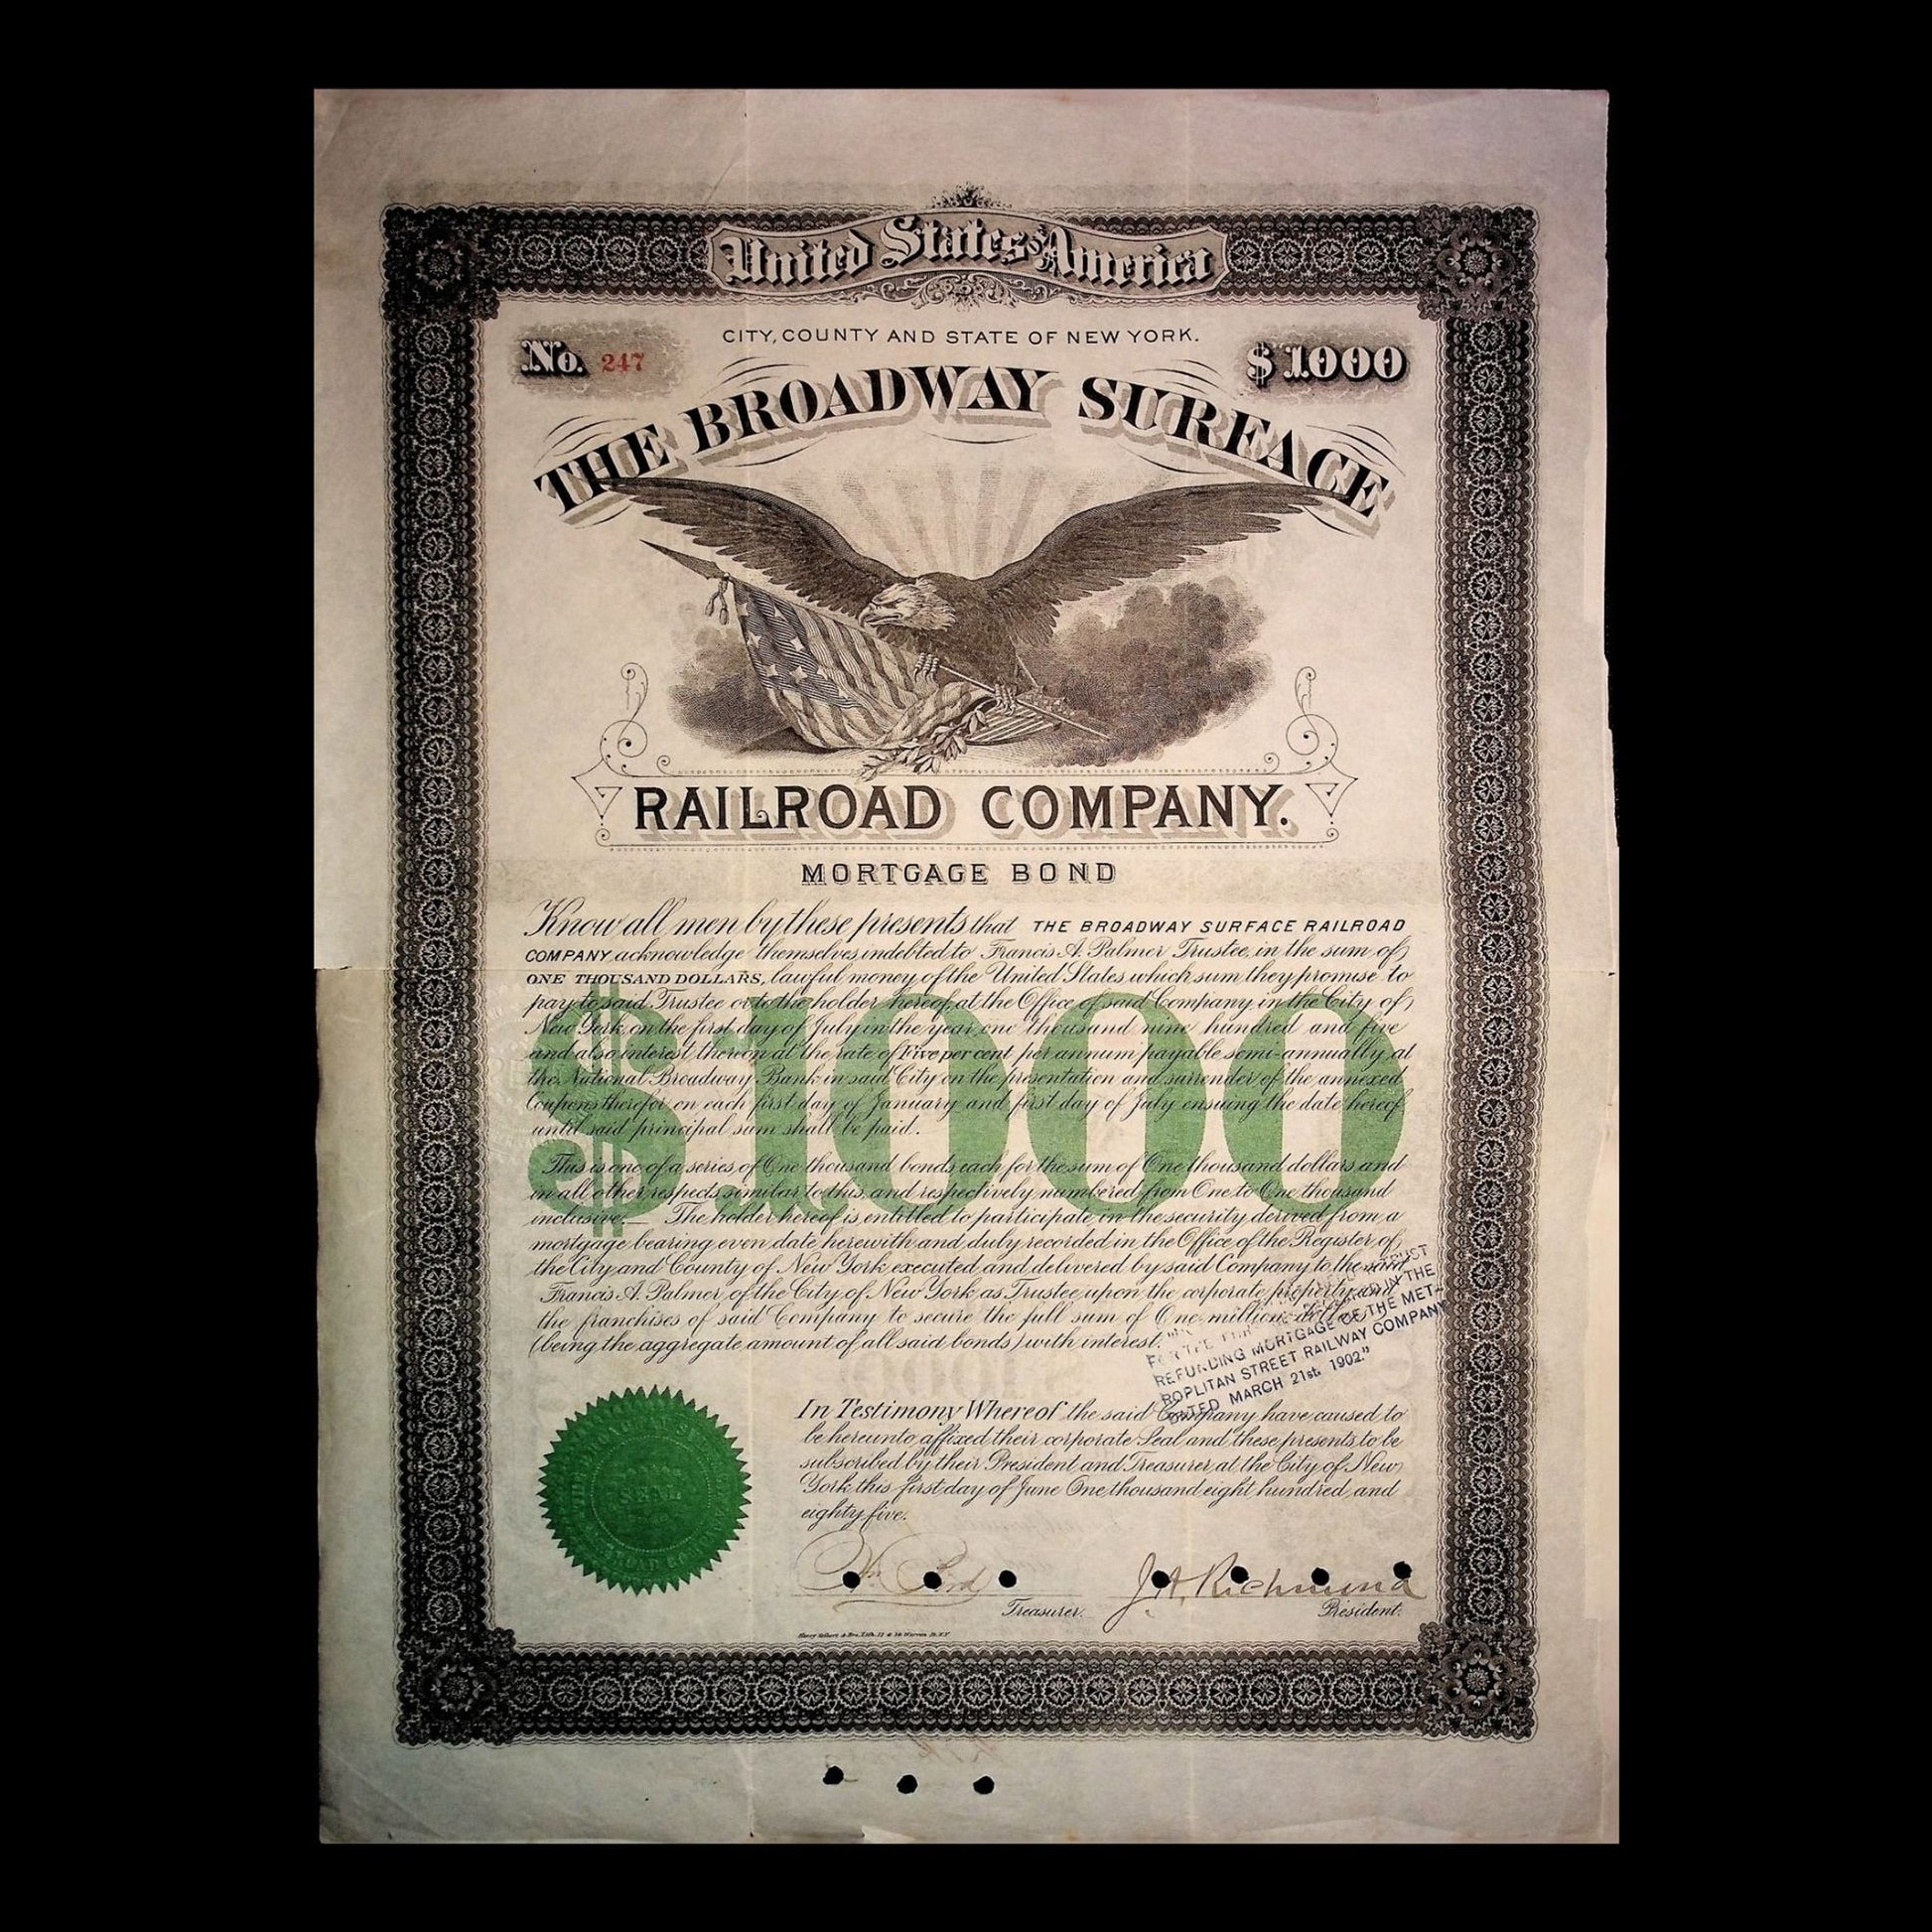 United States of America
CITY, COUNTY AND STATE OF NEW YORK.
No. 247
$1000
THE BROADWAY SURFACE
RAILROAD COMPANY.
MORTGAGE BOND
Know all men by these presents that THE BROADWAY SURFACE RAILROAD
COMPANY acknowledge themselves indebted to Francis A. Palmer Trustee, in the sum of
ONE THOUSAND DOLLARS, lawful money of the United States which sum they promise to
pay to said Trustee or to the holder hereof, at the Office of said Company in the City of
New York on the first day of July in the year one thousand nine hundred and five
and also interest thereon at the rate of Five per cent per annum payable semi-annually at
the National Broadway Bank in said City on the presentation and surrender of the annexed
Coupons therefor on each first day of January and first day of July ensuing the date hereof
until said principal sum shall be paid.
$1000
This is one of a series of One thousand bonds each for the sum of One thousand dollars and
in all other respects similar to this, and respectively numbered from One to One thousand
inclusive. The holder hereof is entitled to participate in the security derived from a
mortgage bearing even date herewith and duly recorded in the Office of the Register of
the City and County of New York executed and delivered by said Company to the said
Francis A. Palmer of the City of New York as Trustee upon the corporate property and
the franchises of said Company to secure the full sum of One million dollars
(being the aggregate amount of all said bonds) with interest.
TRUST
IN THE
REFUNDING MORTGAGE OF THE MET-
ROPLITAN STREET RAILWAY COMPANY
DATED MARCH 21st, 1902."
In Testimony Whereof the said Company have caused to
be hereunto affixed their corporate Seal and these presents to be
subscribed by their President and Treasurer, at the City of New
York this first day of June One thousand eight hundred and
eighty five.
SEAL
J.A. Richmond
Treasurer.
President.